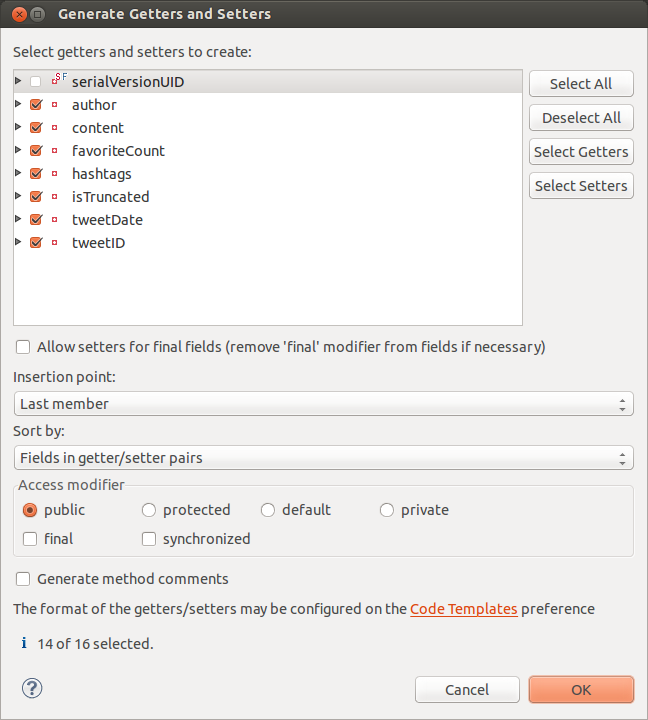 Generate Getters and Setters
Select getters and setters to create:
S F serialVersionUID
author
content
favoriteCount
hashtags
isTruncated
tweetDate
tweetID
Select All
Deselect All
Select Getters
Select Setters
Allow setters for final fields (remove 'final' modifier from fields if necessary)
Insertion point:
Last member
Sort by:
Fields in getter/setter pairs
Access modifier
public protected default private
final synchronized
Generate method comments
The format of the getters/setters may be configured on the Code Templates preference
i 14 of 16 selected.
? Cancel OK